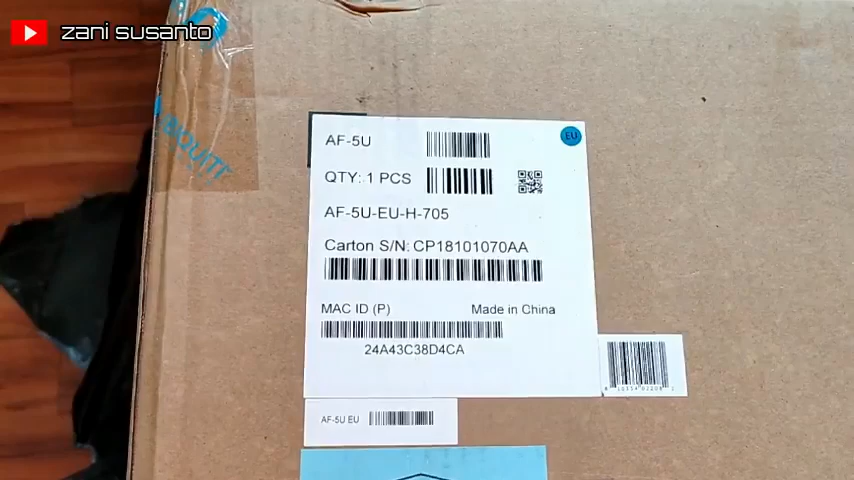 zani susanto
BIQUITI
AF-5U
EU
QTY: 1 PCS
AF-5U-EU-H-705
Carton S/N: CP18101070AA
MAC ID (P) Made in China
24A43C38D4CA
AF-5U EU